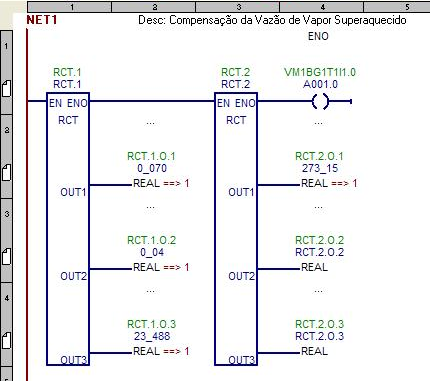 1 2 3 4 5
NET1 Desc: Compensação da Vazão de Vapor Superaquecido
1
ENO
RCT.1 RCT.2 VM1BG1T1I1.0
RCT.1 RCT.2 A001.0
EN ENO EN ENO
RCT ... RCT ...
2
RCT.1.O.1 RCT.2.O.1
0_070 273_15
REAL ==> 1 REAL ==> 1
OUT1 OUT1
... ...
3
RCT.1.O.2 RCT.2.O.2
0_04 RCT.2.O.2
REAL ==> 1 REAL
OUT2 OUT2
... ...
4
RCT.1.O.3 RCT.2.O.3
23_488 RCT.2.O.3
REAL ==> 1 REAL
OUT3 OUT3